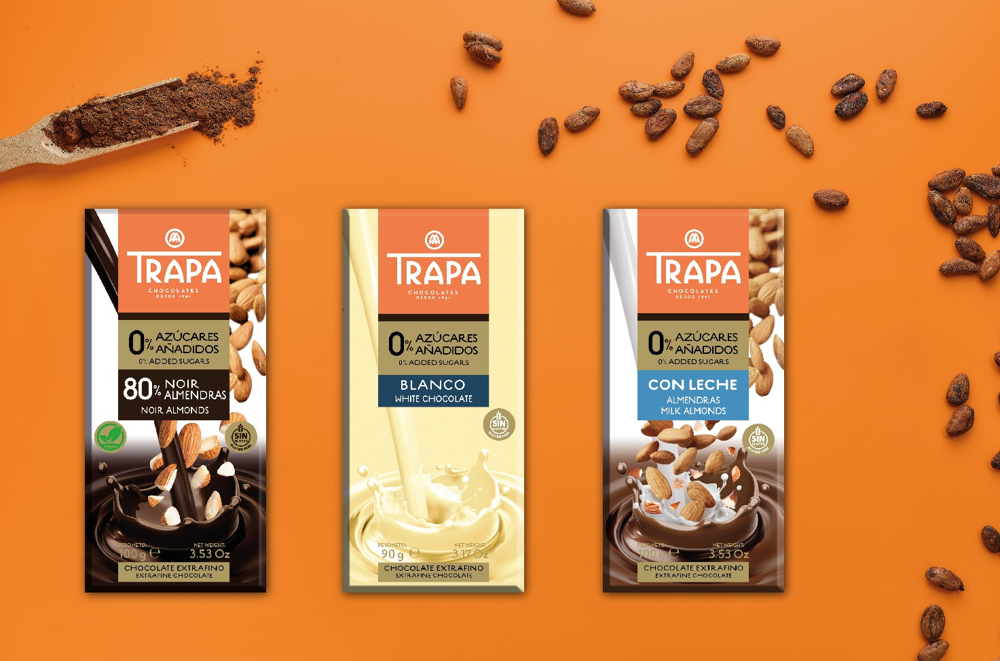 TRAPA
CHOCOLATES
DESDE 1891
0% AZÚCARES
AÑADIDOS
0% ADDED SUGARS
80% NOIR
ALMENDRAS
NOIR ALMONDS
vegan
SIN
GLUTEN
GLUTEN FREE
PESO NETO:
100 g e
NET WEIGHT:
3.53 Oz
CHOCOLATE EXTRAFINO
EXTRAFINE CHOCOLATE
TRAPA
CHOCOLATES
DESDE 1891
0% AZÚCARES
AÑADIDOS
0% ADDED SUGARS
BLANCO
WHITE CHOCOLATE
SIN
GLUTEN
GLUTEN FREE
PESO NETO:
90 g e
NET WEIGHT:
3.17 Oz
CHOCOLATE EXTRAFINO
EXTRAFINE CHOCOLATE
TRAPA
CHOCOLATES
DESDE 1891
0% AZÚCARES
AÑADIDOS
0% ADDED SUGARS
CON LECHE
ALMENDRAS
MILK ALMONDS
SIN
GLUTEN
GLUTEN FREE
PESO NETO:
100 g e
NET WEIGHT:
3.53 Oz
CHOCOLATE EXTRAFINO
EXTRAFINE CHOCOLATE